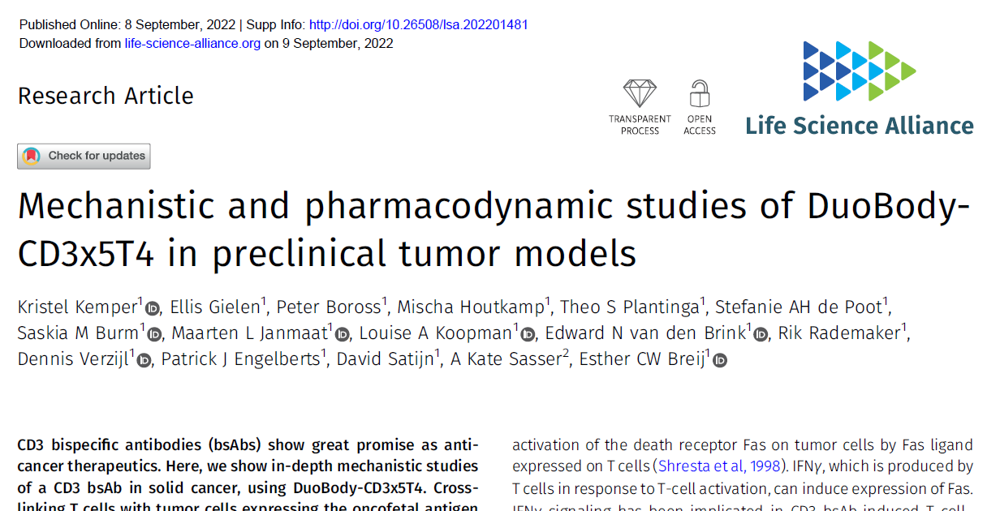 Published Online: 8 September, 2022 | Supp Info: http://doi.org/10.26508/lsa.202201481
Downloaded from life-science-alliance.org on 9 September, 2022
Research Article
TRANSPARENT
PROCESS
OPEN
ACCESS
Life Science Alliance
Check for updates
Mechanistic and pharmacodynamic studies of DuoBody-
CD3x5T4 in preclinical tumor models
Kristel Kemper1 iD, Ellis Gielen1, Peter Boross1, Mischa Houtkamp1, Theo S Plantinga1, Stefanie AH de Poot1,
Saskia M Burm1 iD, Maarten L Janmaat1 iD, Louise A Koopman1 iD, Edward N van den Brink1 iD, Rik Rademaker1,
Dennis Verzijl1 iD, Patrick J Engelberts1, David Satijn1, A Kate Sasser2, Esther CW Breij1 iD
CD3 bispecific antibodies (bsAbs) show great promise as anti-
cancer therapeutics. Here, we show in-depth mechanistic studies
of a CD3 bsAb in solid cancer, using DuoBody-CD3x5T4. Cross-
linking T cells with tumor cells expressing the oncofetal antigen
activation of the death receptor Fas on tumor cells by Fas ligand
expressed on T cells (Shresta et al, 1998). IFNγ, which is produced by
T cells in response to T-cell activation, can induce expression of Fas.
IFNγ signaling has been implicated in CD3 bsAb-induced T cell-